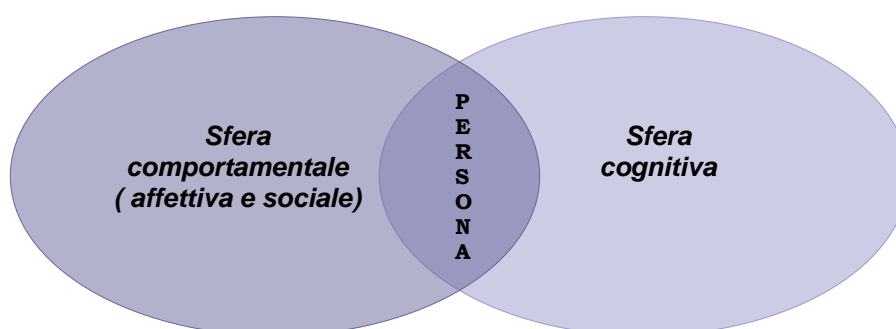 Sfera
comportamentale
( affettiva e sociale)
P
E
R
S
O
N
A
Sfera
cognitiva